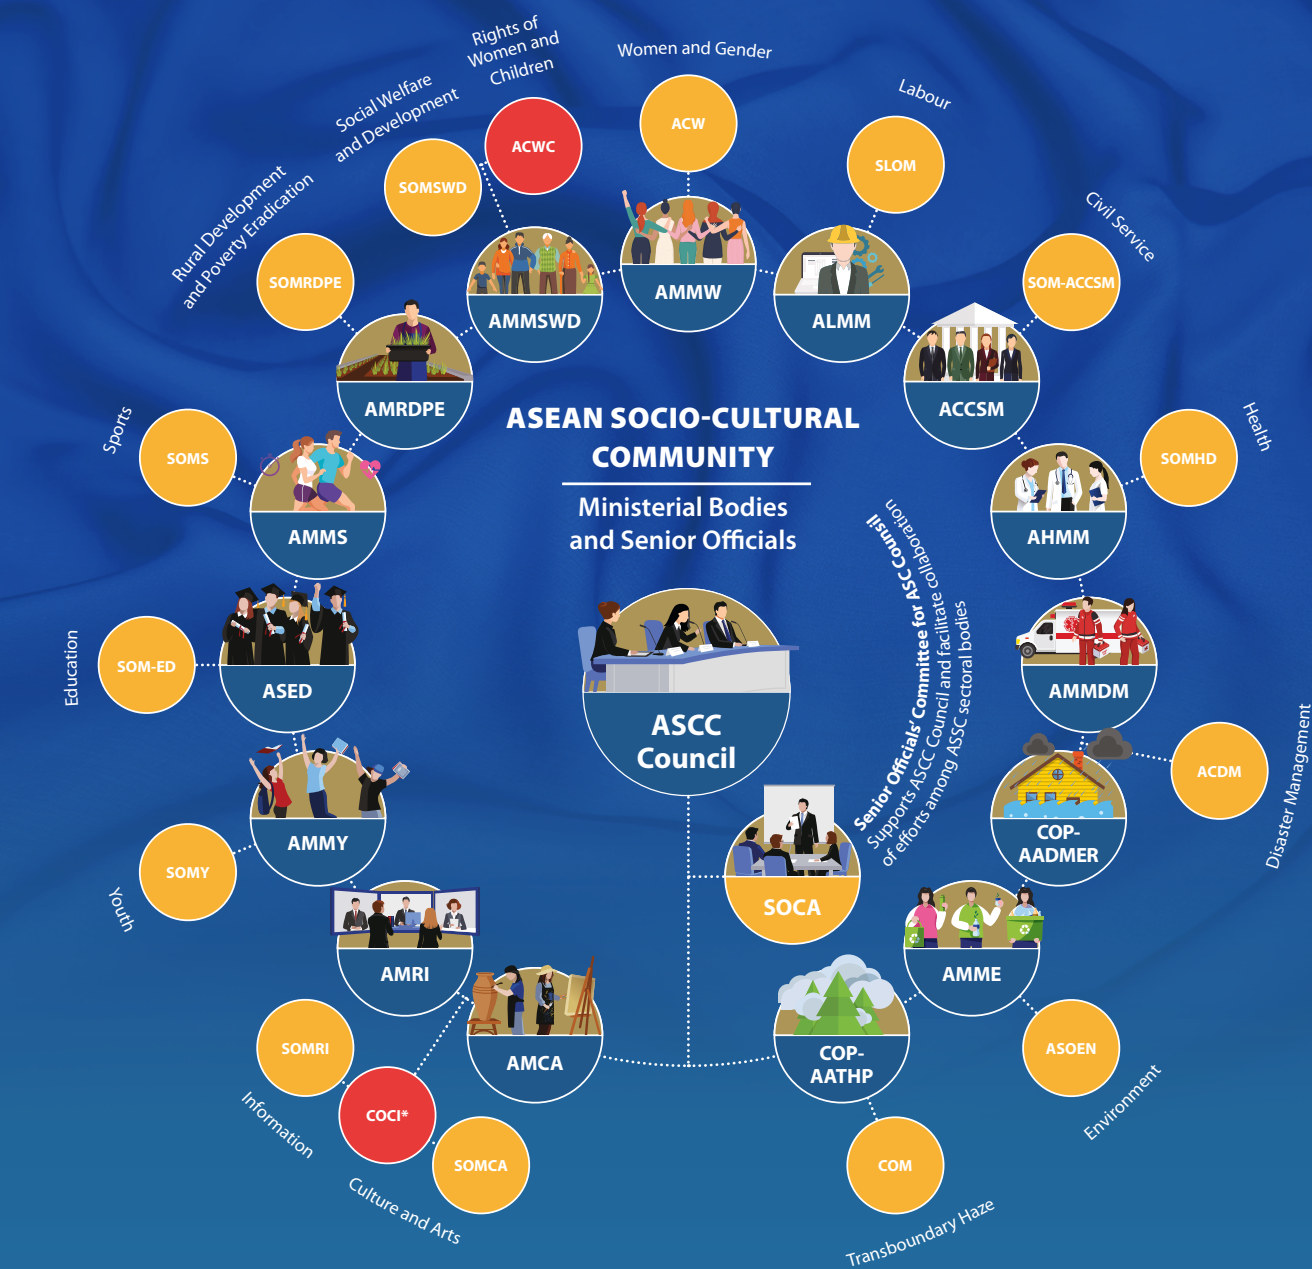 ASEAN SOCIO-CULTURAL
COMMUNITY
Ministerial Bodies
and Senior Officials
ASCC
Council
SOCA
Senior Officials' Committee for ASC Counsil
Supports ASCC Council and facilitate collaboration
of efforts among ASSC sectoral bodies
Women and Gender
ACW
AMMW
Labour
SLOM
ALMM
Civil Service
SOM-ACCSM
ACCSM
Health
SOMHD
AHMM
AMMDM
Disaster Management
ACDM
COP-
AADMER
AMME
ASOEN
Environment
COP-
AATHP
COM
Transboundary Haze
AMCA
SOMCA
Culture and Arts
COCI*
AMRI
SOMRI
Information
AMMY
SOMY
Youth
ASED
SOM-ED
Education
AMMS
SOMS
Sports
AMRDPE
SOMRDPE
Rural Development
and Poverty Eradication
AMMSWD
SOMSWD
Social Welfare
and Development
ACWC
Rights of
Women and
Children